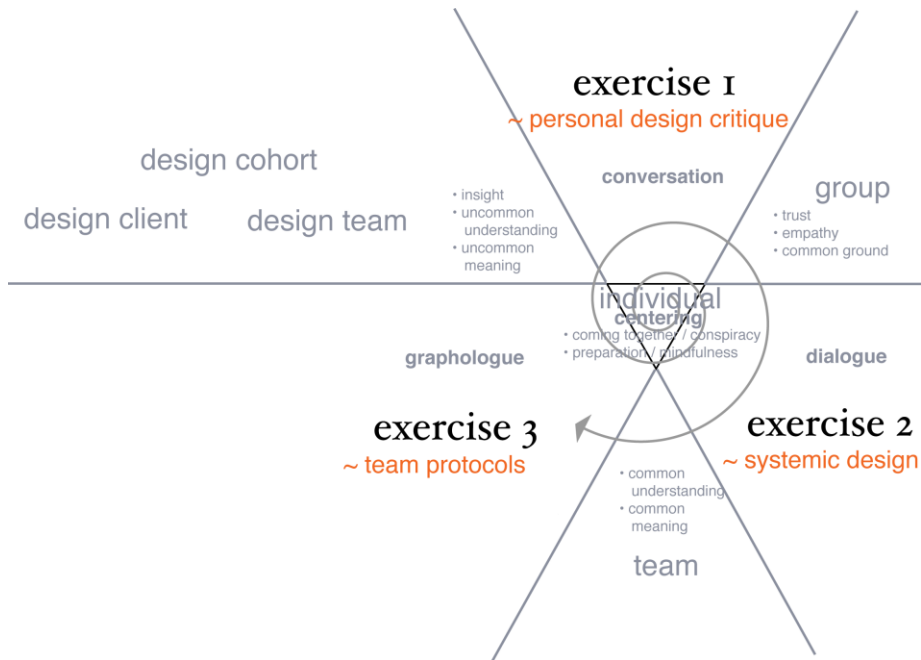 exercise 1
~ personal design critique
design cohort
design client
design team
conversation
• insight
• uncommon
understanding
• uncommon
meaning
group
• trust
• empathy
• common ground
individual
centering
• coming together / conspiracy
• preparation / mindfulness
graphologue
dialogue
exercise 3
~ team protocols
exercise 2
~ systemic design
• common
understanding
• common
meaning
team